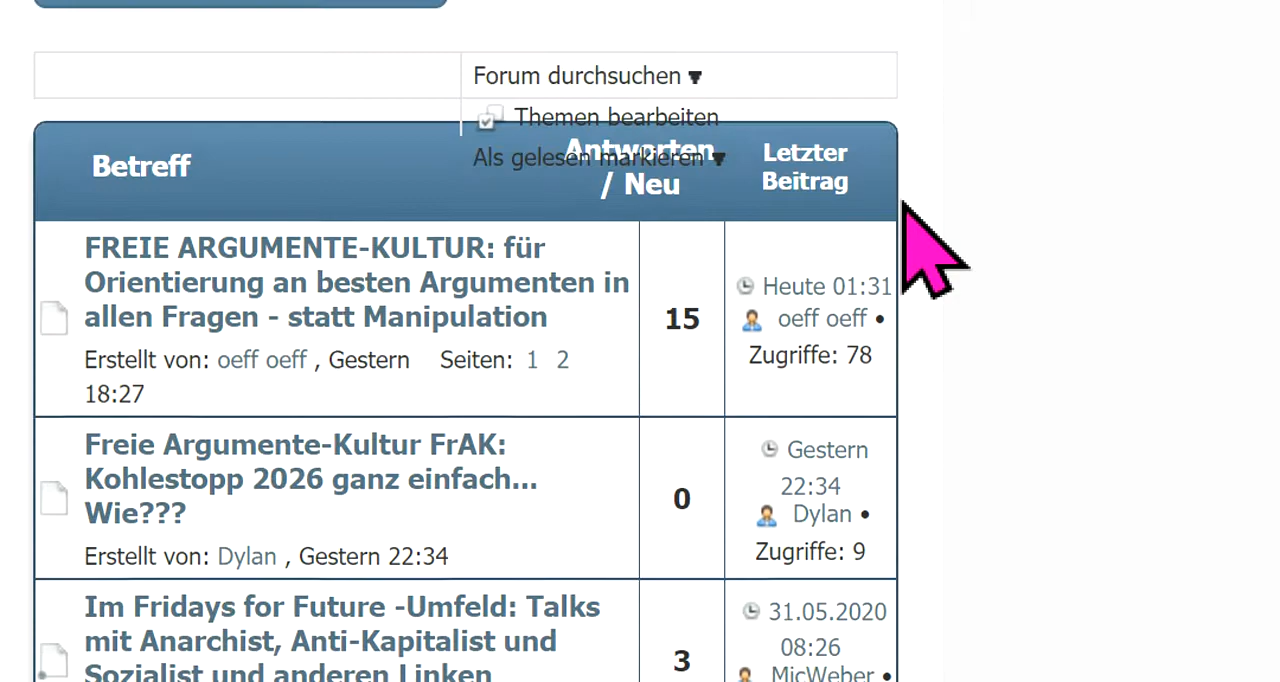 Forum durchsuchen
Themen bearbeiten
Als gelesen markieren
Betreff
Antworten
/ Neu
Letzter
Beitrag
FREIE ARGUMENTE-KULTUR: für
Orientierung an besten Argumenten in
allen Fragen - statt Manipulation
Erstellt von: oeff oeff , Gestern Seiten: 1 2
18:27
15
Heute 01:31
oeff oeff •
Zugriffe: 78
Freie Argumente-Kultur FrAK:
Kohlestopp 2026 ganz einfach...
Wie???
Erstellt von: Dylan , Gestern 22:34
0
Gestern
22:34
Dylan •
Zugriffe: 9
Im Fridays for Future -Umfeld: Talks
mit Anarchist, Anti-Kapitalist und
Sozialist und anderen Linken
3
31.05.2020
08:26
MicWeber •